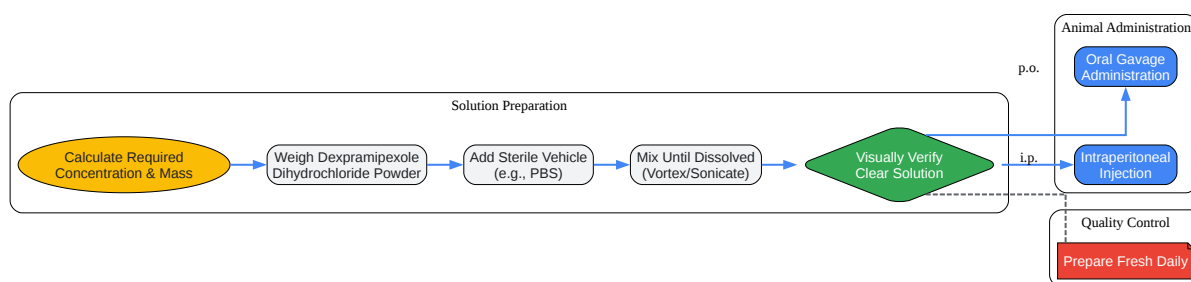 Animal Administration
Oral Gavage
Administration
p.o.
Solution Preparation
Calculate Required
Concentration & Mass
Weigh Dexpramipexole
Dihydrochloride Powder
Add Sterile Vehicle
(e.g., PBS)
Mix Until Dissolved
(Vortex/Sonicate)
Visually Verify
Clear Solution
i.p.
Intraperitoneal
Injection
Quality Control
Prepare Fresh Daily